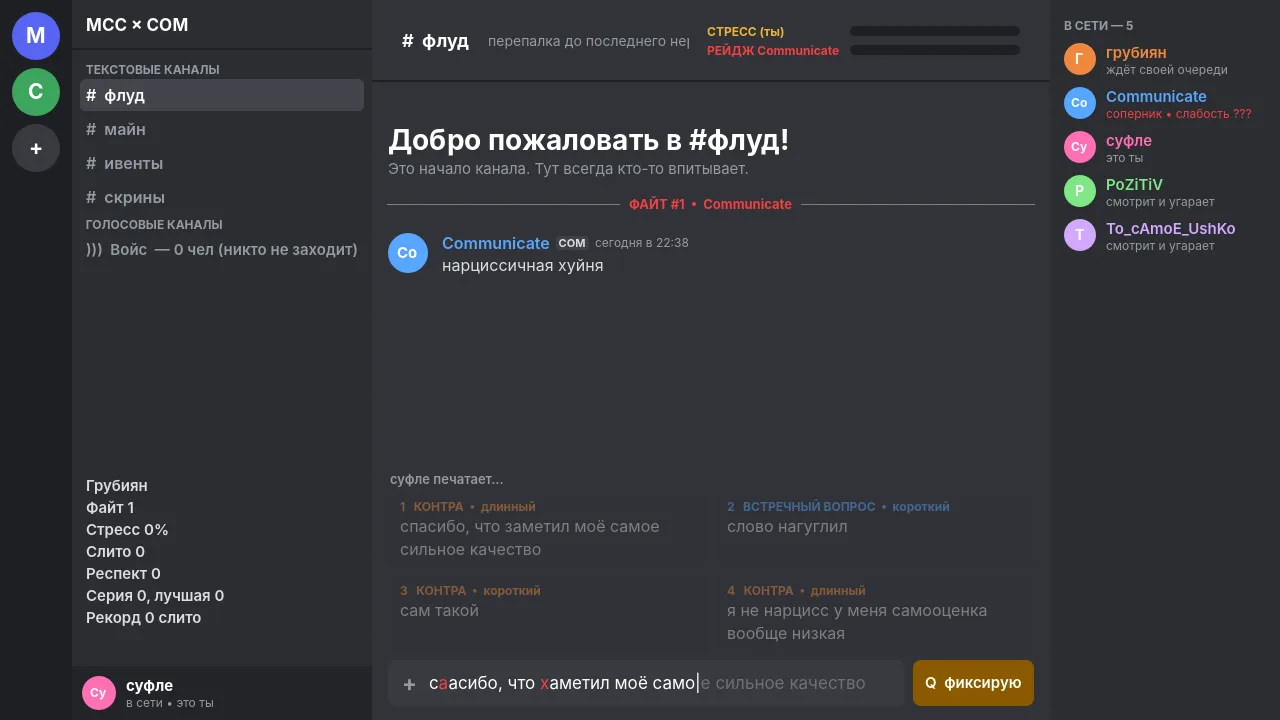 M
C
+
MCC × COM
ТЕКСТОВЫЕ КАНАЛЫ
# флуд
# майн
# ивенты
# скрины
ГОЛОСОВЫЕ КАНАЛЫ
))) Войс — 0 чел (никто не заходит)
Грубиян
Файт 1
Стресс 0%
Слито 0
Респект 0
Серия 0, лучшая 0
Рекорд 0 слито
Су суфле
в сети • это ты
# флуд перепалка до последнего нер
СТРЕСС (ты)
РЕЙДЖ Communicate
Добро пожаловать в #флуд!
Это начало канала. Тут всегда кто-то впитывает.
ФАЙТ #1 • Communicate
Co Communicate COM сегодня в 22:38
нарциссичная хуйня
суфле печатает...
1 КОНТРА • длинный
спасибо, что заметил моё самое
сильное качество
2 ВСТРЕЧНЫЙ ВОПРОС • короткий
слово нагуглил
3 КОНТРА • короткий
сам такой
4 КОНТРА • длинный
я не нарцисс у меня самооценка
вообще низкая
+ саасибо, что хаметил моё само|е сильное качество
Q фиксирую
В СЕТИ — 5
Г грубиян
ждёт своей очереди
Co Communicate
соперник • слабость ???
Су суфле
это ты
P PoZiTiV
смотрит и угарает
T To_cAmoE_UshKo
смотрит и угарает